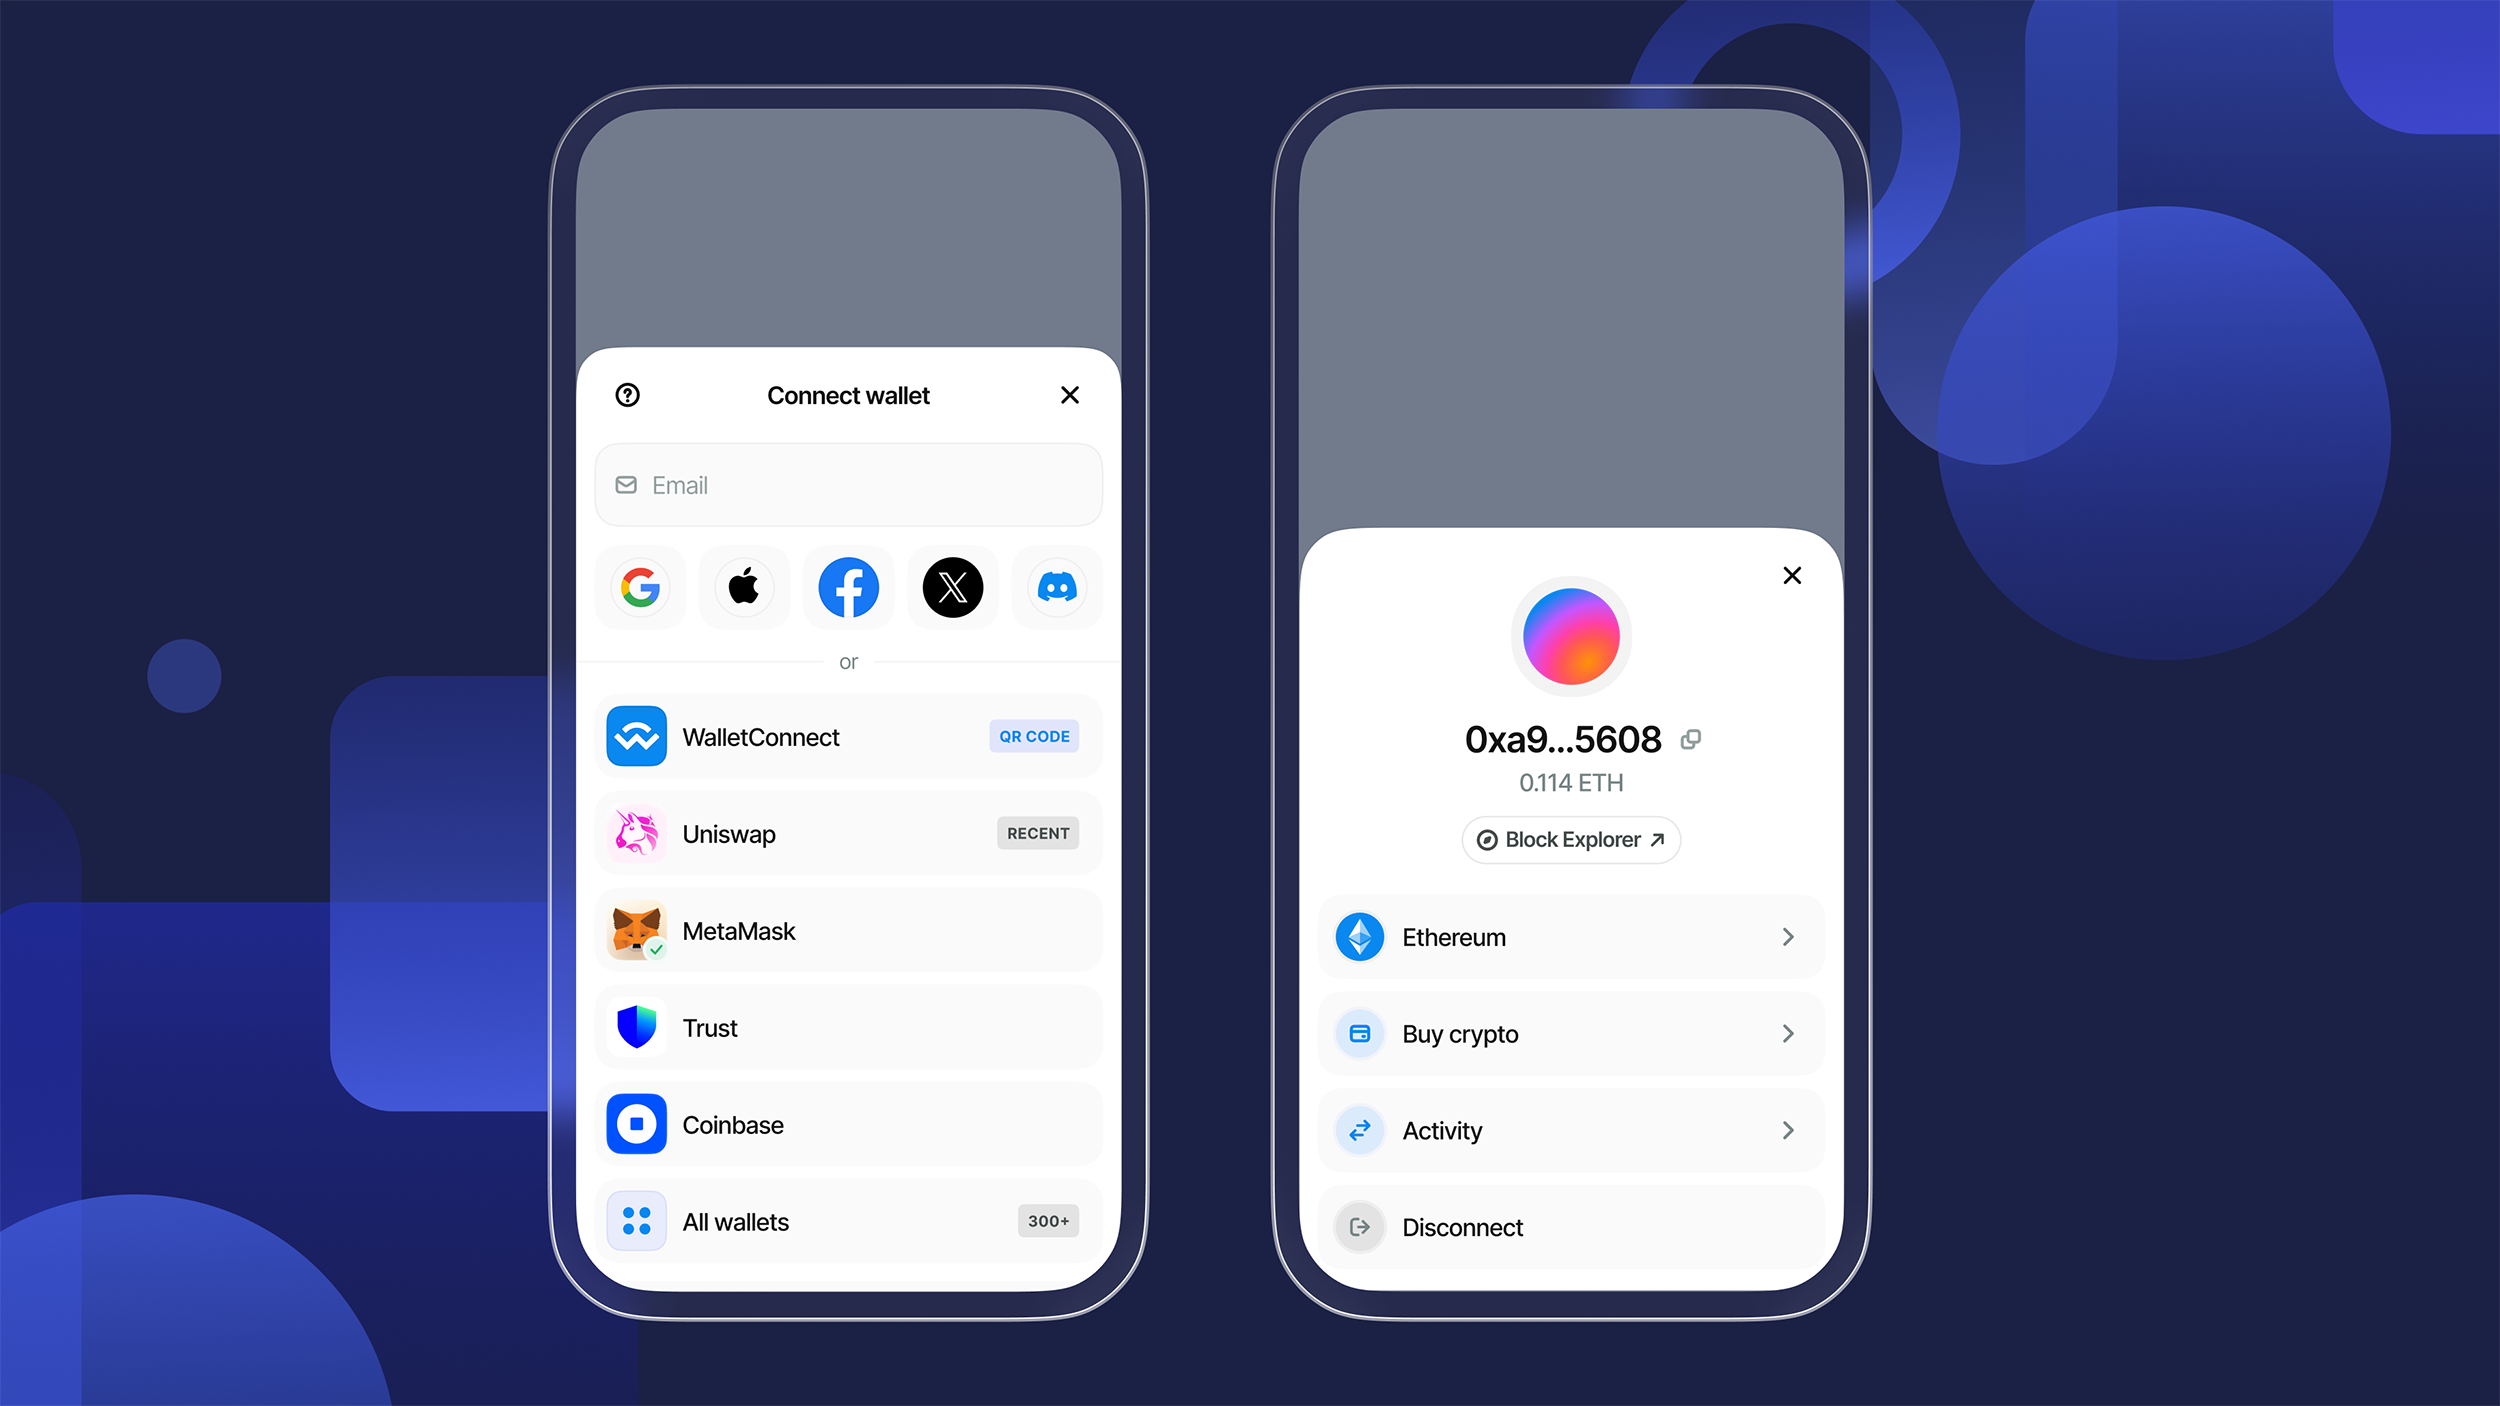 Connect wallet
Email
or
WalletConnect
QR CODE
Uniswap
RECENT
MetaMask
Trust
Coinbase
All wallets
300+
0xa9...5608
0.114 ETH
Block Explorer
Ethereum
Buy crypto
Activity
Disconnect